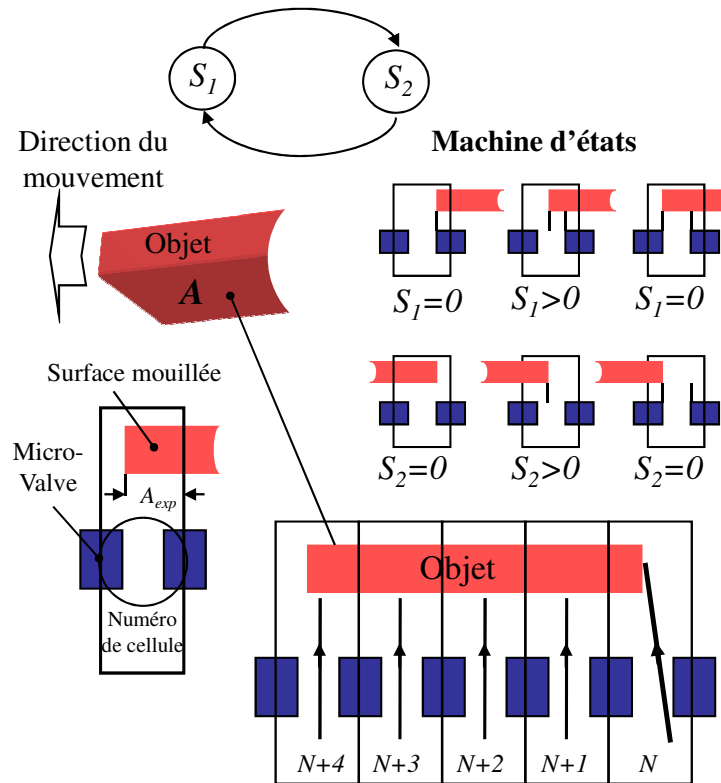 S₁
S₂
Direction du
mouvement
Machine d'états
Objet
A
S₁=0
S₁>0
S₁=0
Surface mouillée
S₂=0
S₂>0
S₂=0
Micro-
Valve
A_exp
Objet
Numéro
de cellule
N+4
N+3
N+2
N+1
N